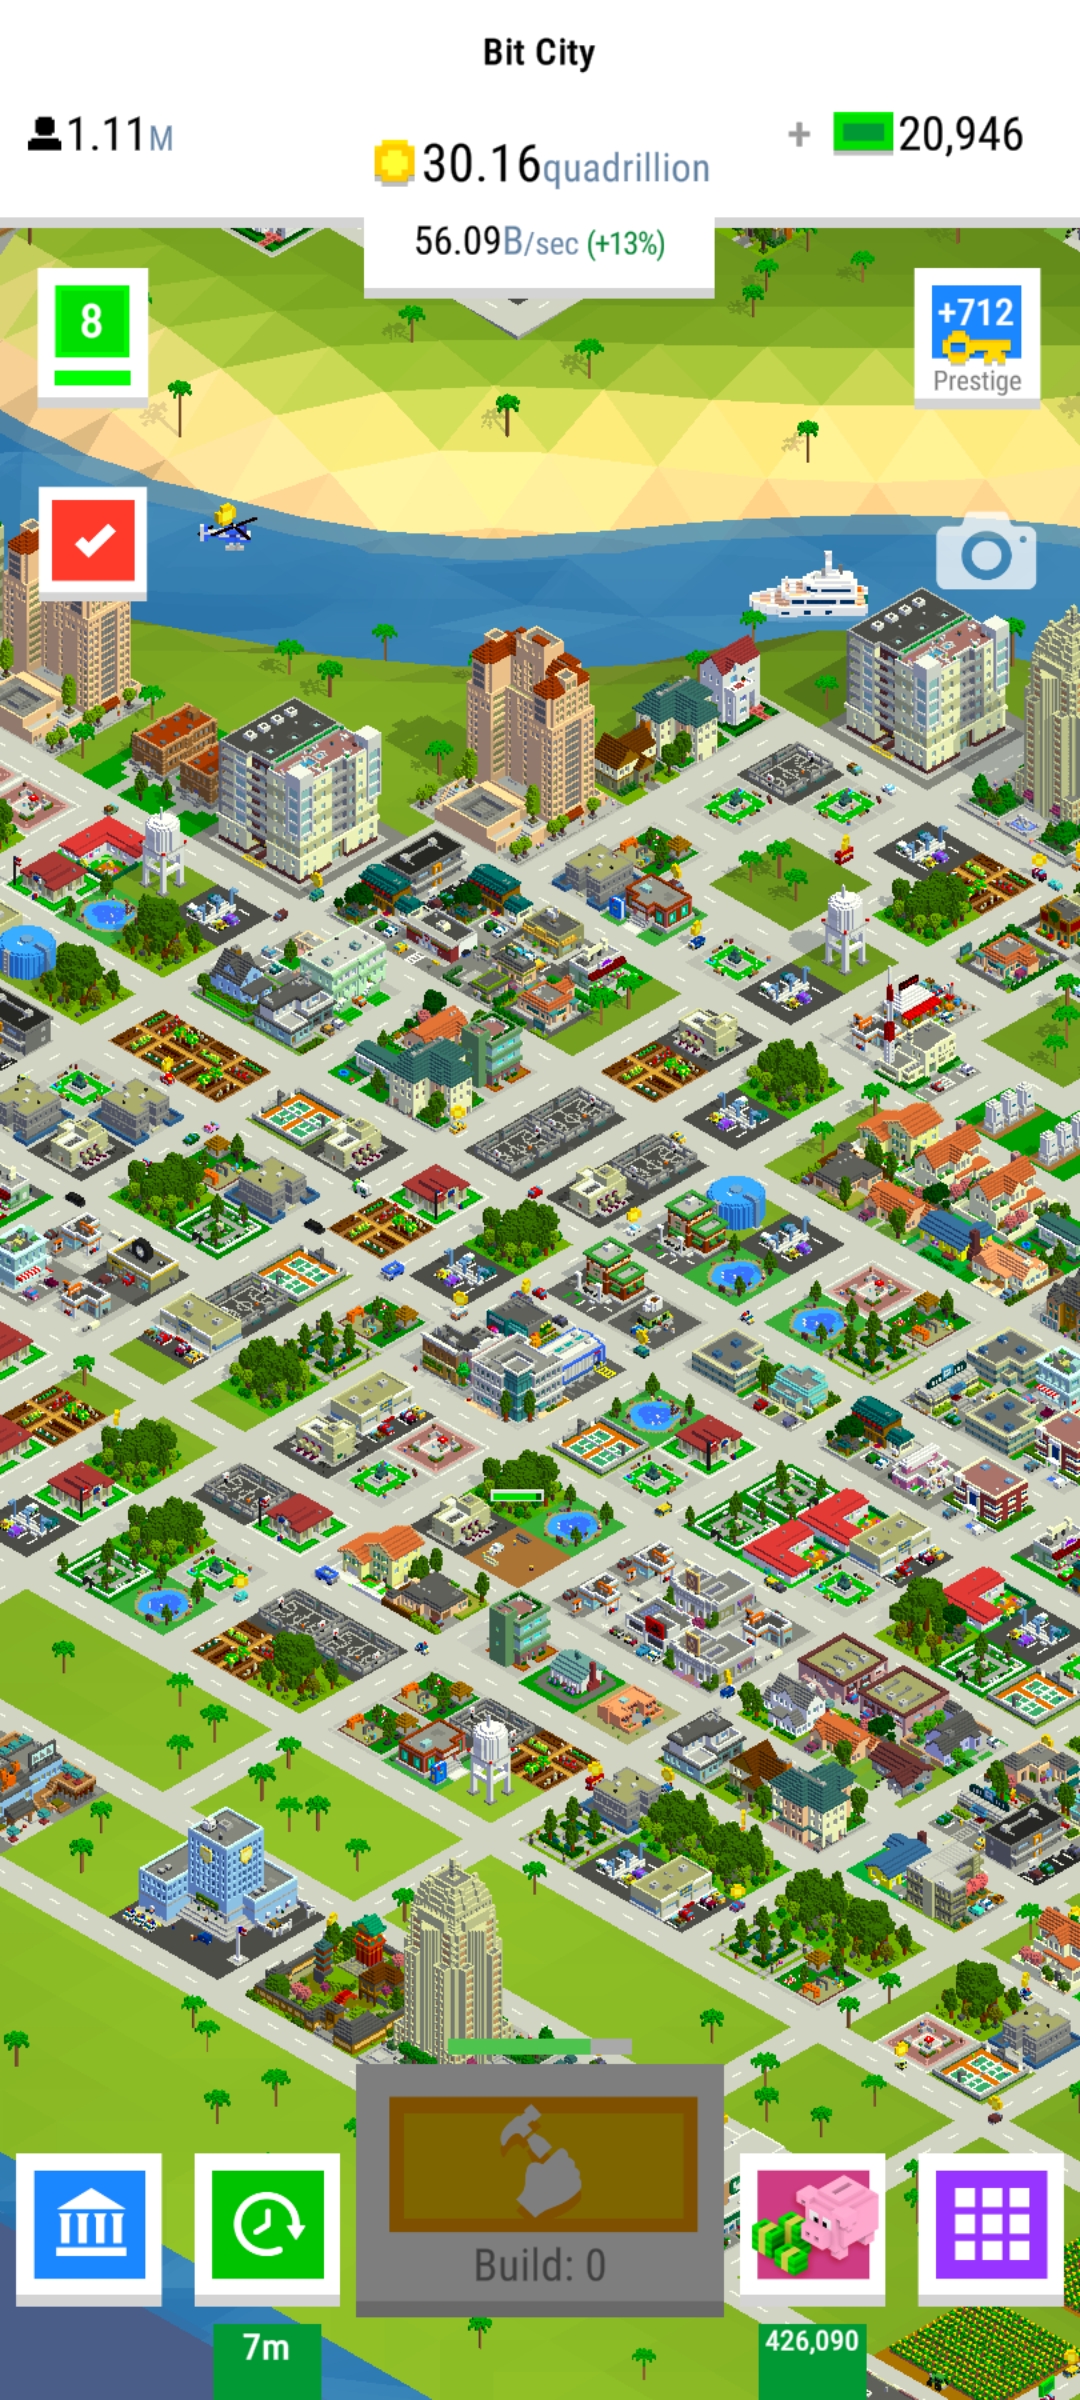 Bit City
1.11M
30.16quadrillion
+ 20,946
56.09B/sec (+13%)
8
+712
Prestige
Build: 0
7m
426,090